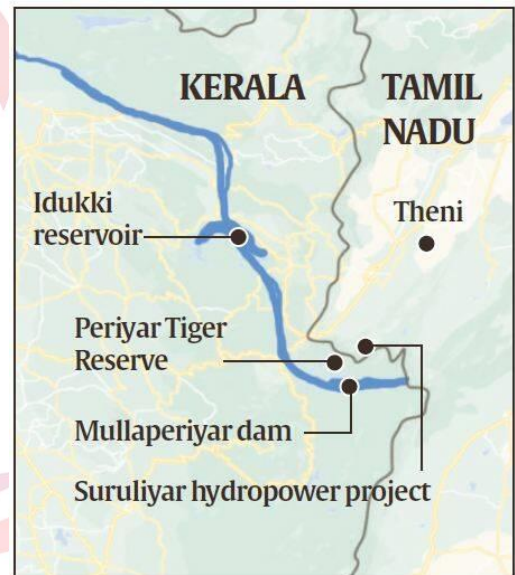 KERALA
TAMIL
NADU
Idukki
reservoir
Theni
Periyar Tiger
Reserve
Mullaperiyar dam
Suruliyar hydropower project